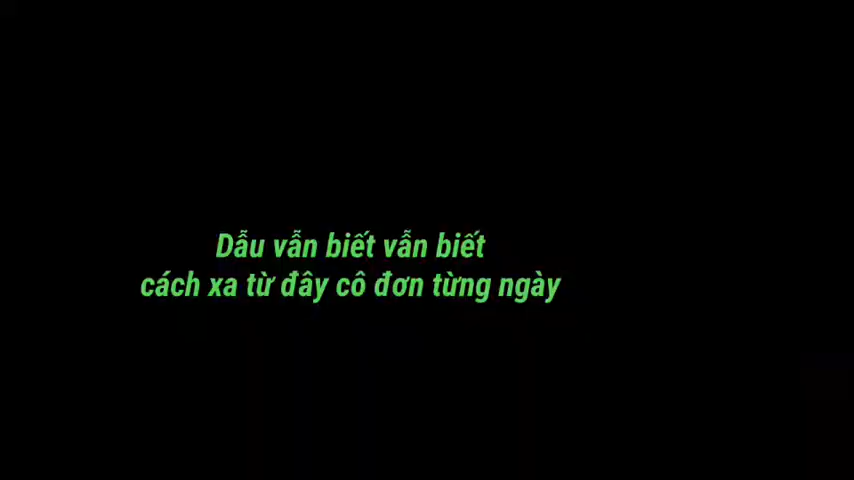 Dẫu vẫn biết vẫn biết
cách xa từ đây cô đơn từng ngày